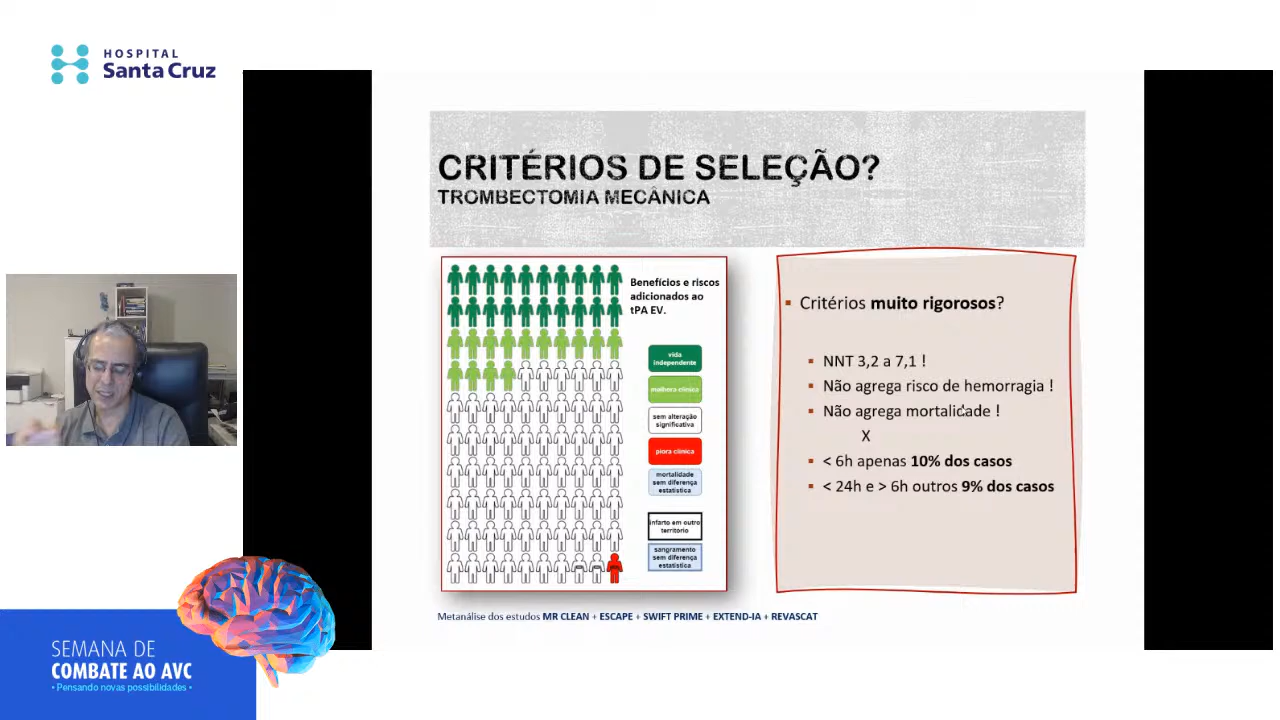 HOSPITAL
Santa Cruz
CRITÉRIOS DE SELEÇÃO?
TROMBECTOMIA MECÂNICA
Benefícios e riscos
adicionados ao
tPA EV.
vida
independente
melhora clínica
sem alteração
significativa
piora clínica
mortalidade
sem diferença
estatística
infarto em outro
território
sangramento
sem diferença
estatística
▪ Critérios muito rigorosos?
▪ NNT 3,2 a 7,1 !
▪ Não agrega risco de hemorragia !
▪ Não agrega mortalidade !
X
▪ < 6h apenas 10% dos casos
▪ < 24h e > 6h outros 9% dos casos
Metanálise dos estudos MR CLEAN + ESCAPE + SWIFT PRIME + EXTEND-IA + REVASCAT
SEMANA DE
COMBATE AO AVC
• Pensando novas possibilidades •